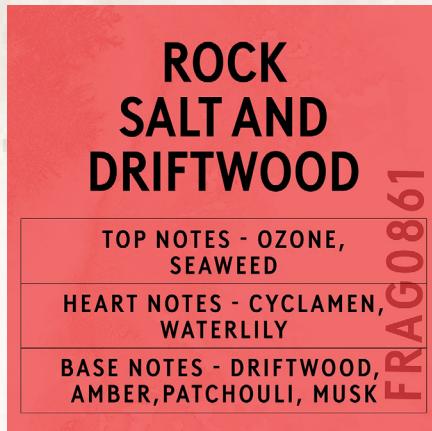 ROCK
SALT AND
DRIFTWOOD
TOP NOTES - OZONE,
SEAWEED
HEART NOTES - CYCLAMEN,
WATERLILY
BASE NOTES - DRIFTWOOD,
AMBER,PATCHOULI, MUSK
FRAG0861